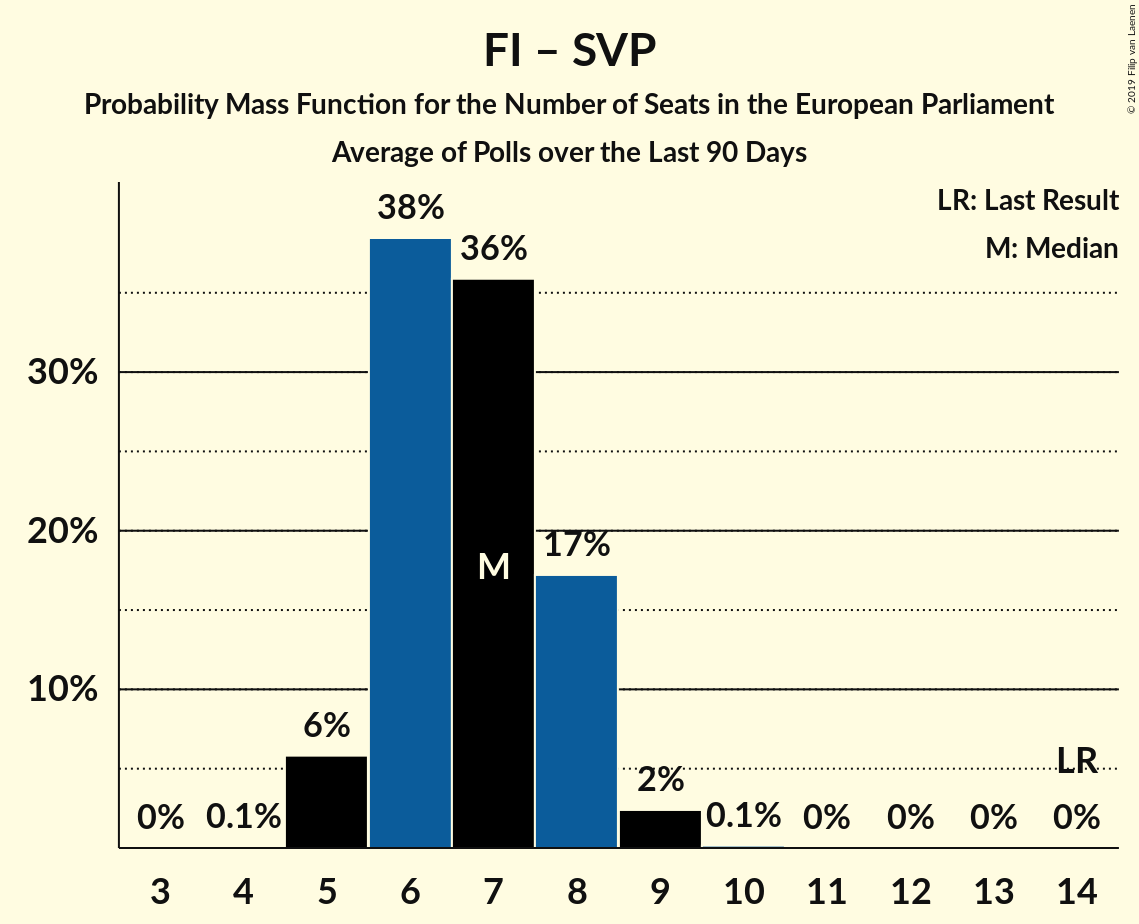 FI – SVP
Probability Mass Function for the Number of Seats in the European Parliament
Average of Polls over the Last 90 Days
© 2019 Filip van Laenen
LR: Last Result
M: Median
38%
36%
30%
20%
17%
M
10%
6%
LR
2%
0% 0.1% 0.1% 0% 0% 0% 0%
3 4 5 6 7 8 9 10 11 12 13 14